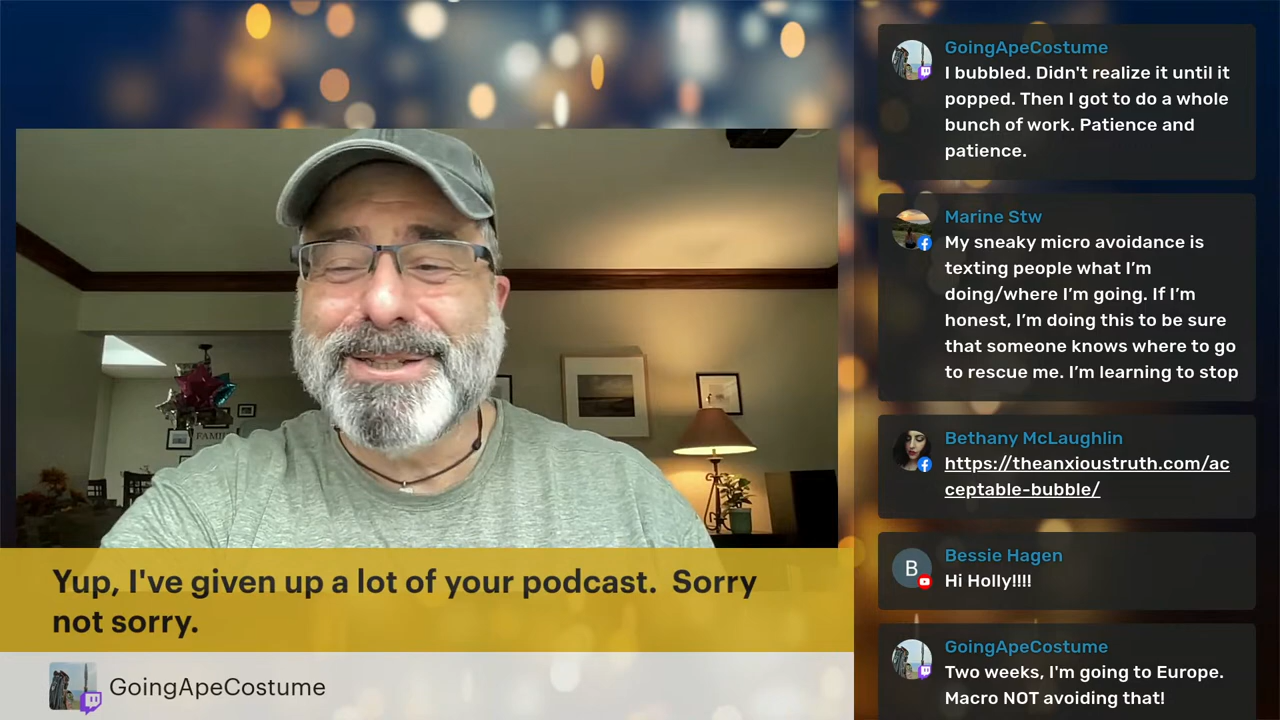 FAMIL
Yup, I've given up a lot of your podcast.  Sorry
not sorry.
GoingApeCostume
GoingApeCostume
I bubbled. Didn't realize it until it
popped. Then I got to do a whole
bunch of work. Patience and
patience.
Marine Stw
My sneaky micro avoidance is
texting people what I’m
doing/where I’m going. If I’m
honest, I’m doing this to be sure
that someone knows where to go
to rescue me. I’m learning to stop
Bethany McLaughlin
https://theanxioustruth.com/ac
ceptable-bubble/
B
Bessie Hagen
Hi Holly!!!!
GoingApeCostume
Two weeks, I'm going to Europe.
Macro NOT avoiding that!